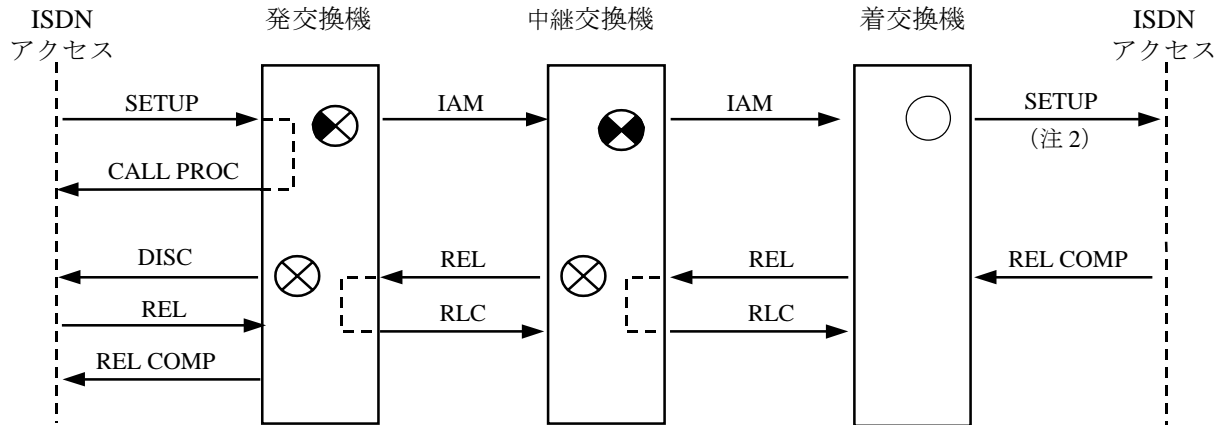 ISDN
アクセス
発交換機
中継交換機
着交換機
ISDN
アクセス
SETUP
IAM
IAM
SETUP
（注 2）
CALL PROC
DISC
REL
REL
REL COMP
REL
RLC
RLC
REL COMP